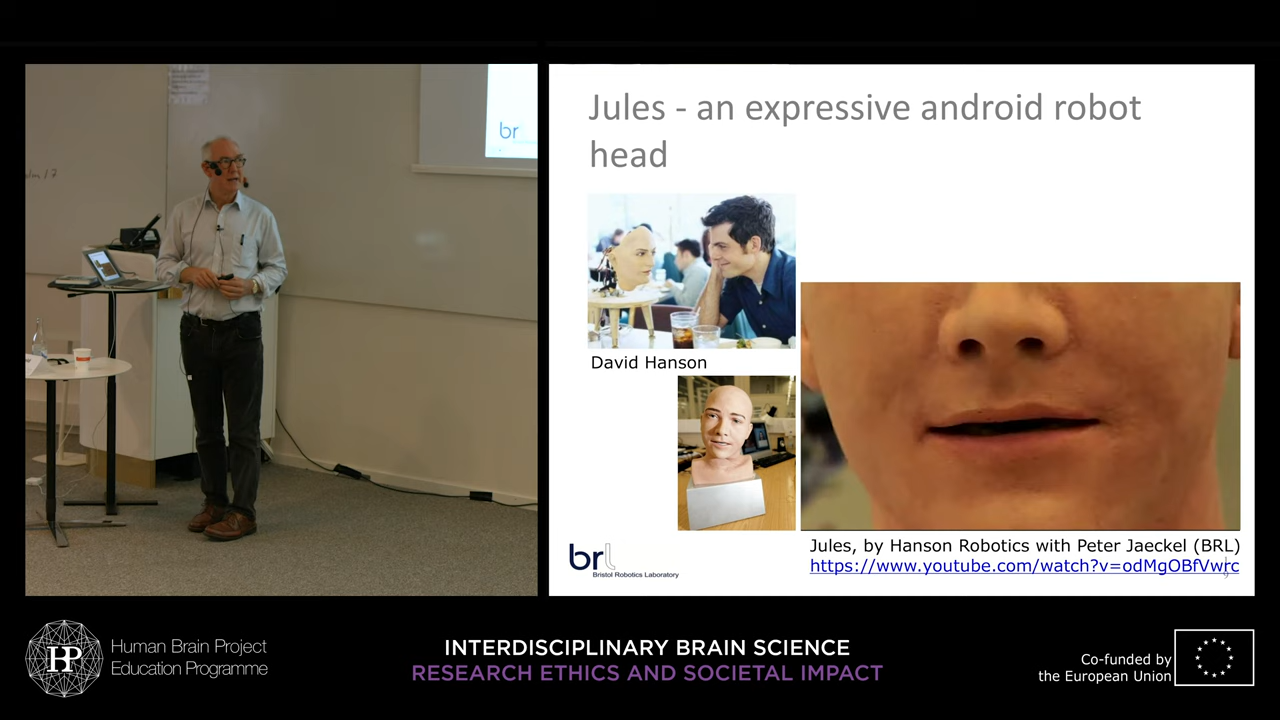 br
Jules - an expressive android robot
head
David Hanson
brl
Bristol Robotics Laboratory
Jules, by Hanson Robotics with Peter Jaeckel (BRL)
https://www.youtube.com/watch?v=odMgOBfVwrc
HP
Human Brain Project
Education Programme
INTERDISCIPLINARY BRAIN SCIENCE
RESEARCH ETHICS AND SOCIETAL IMPACT
Co-funded by
the European Union